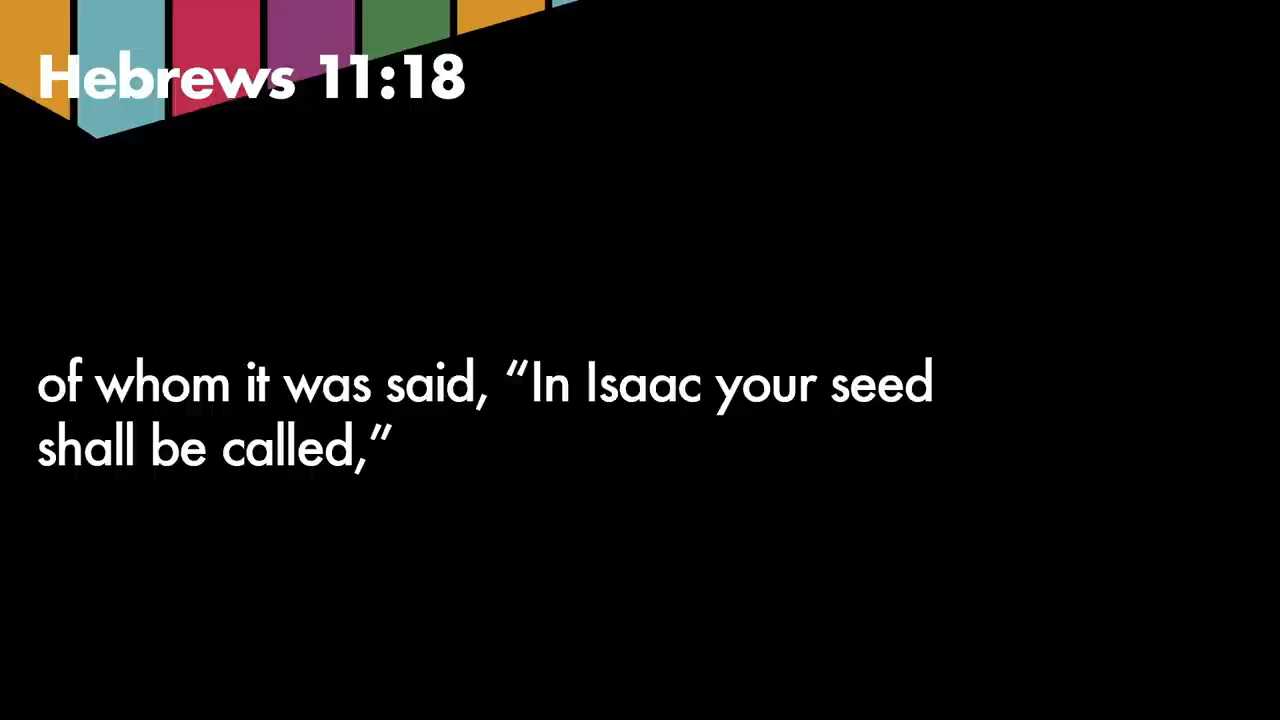 Hebrews 11:18
of whom it was said, “In Isaac your seed
shall be called,”